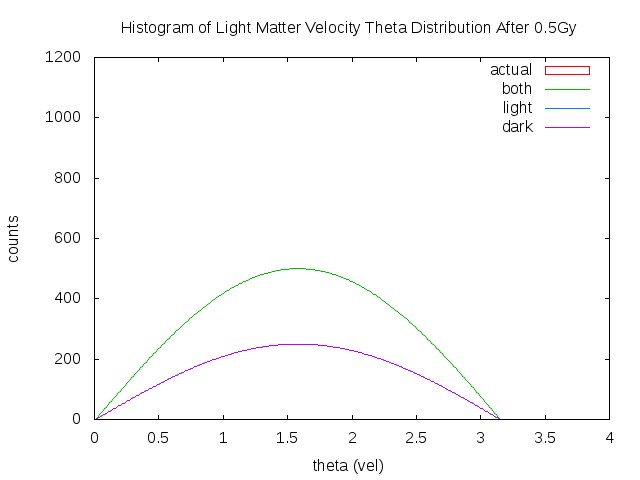 Histogram of Light Matter Velocity Theta Distribution After 0.5Gy
1200
1000
800
600
400
200
0
counts
actual
both
light
dark
0 0.5 1 1.5 2 2.5 3 3.5 4
theta (vel)